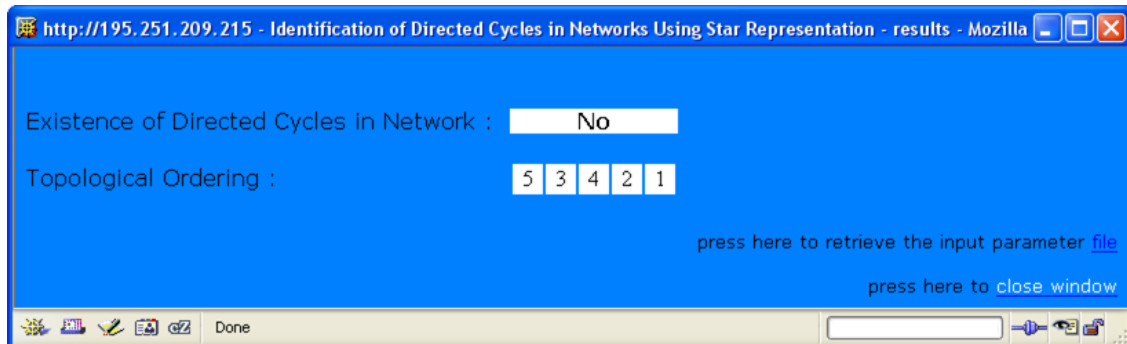 http://195.251.209.215 - Identification of Directed Cycles in Networks Using Star Representation - results - Mozilla
Existence of Directed Cycles in Network : No
Topological Ordering : 5 3 4 2 1
press here to retrieve the input parameter file
press here to close window
Done